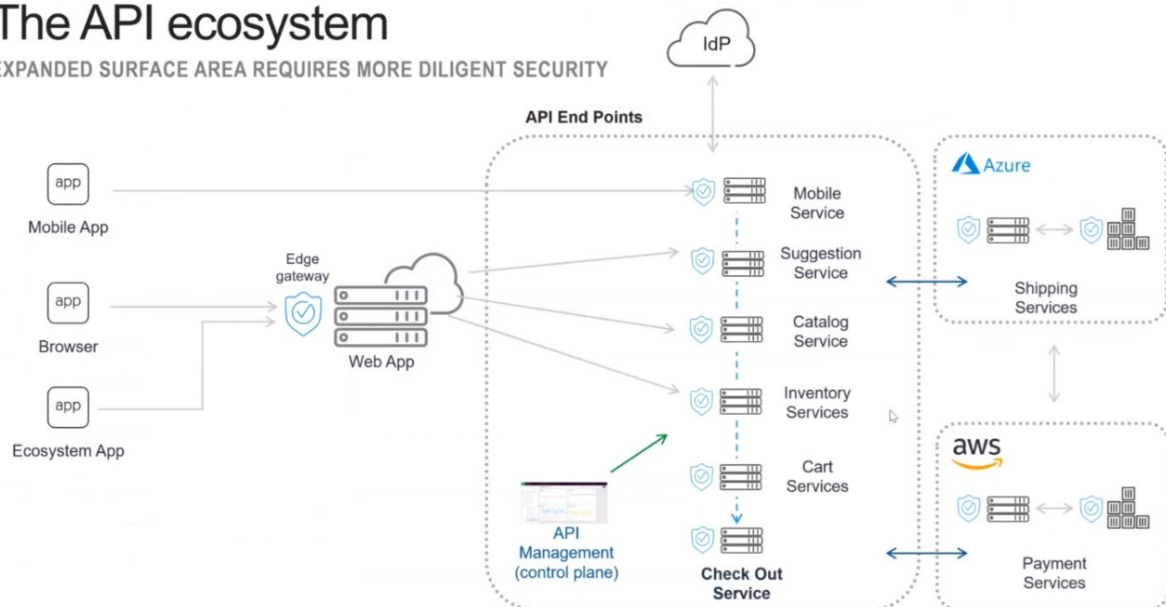 The API ecosystem
EXPANDED SURFACE AREA REQUIRES MORE DILIGENT SECURITY
IdP
API End Points
app
Mobile App
app
Browser
app
Ecosystem App
Edge
gateway
Web App
Mobile
Service
Suggestion
Service
Catalog
Service
Inventory
Services
Cart
Services
Check Out
Service
API
Management
(control plane)
Azure
Shipping
Services
aws
Payment
Services